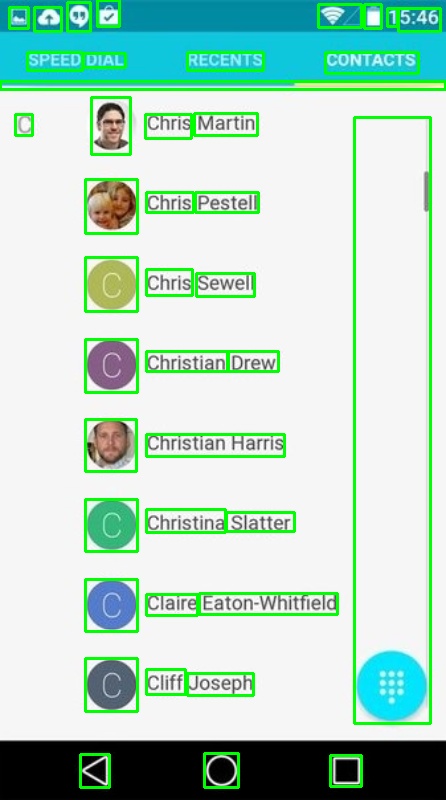 15:46
SPEED DIAL RECENTS CONTACTS
C Chris Martin
Chris Pestell
C Chris Sewell
C Christian Drew
Christian Harris
C Christina Slatter
C Claire Eaton-Whitfield
C Cliff Joseph